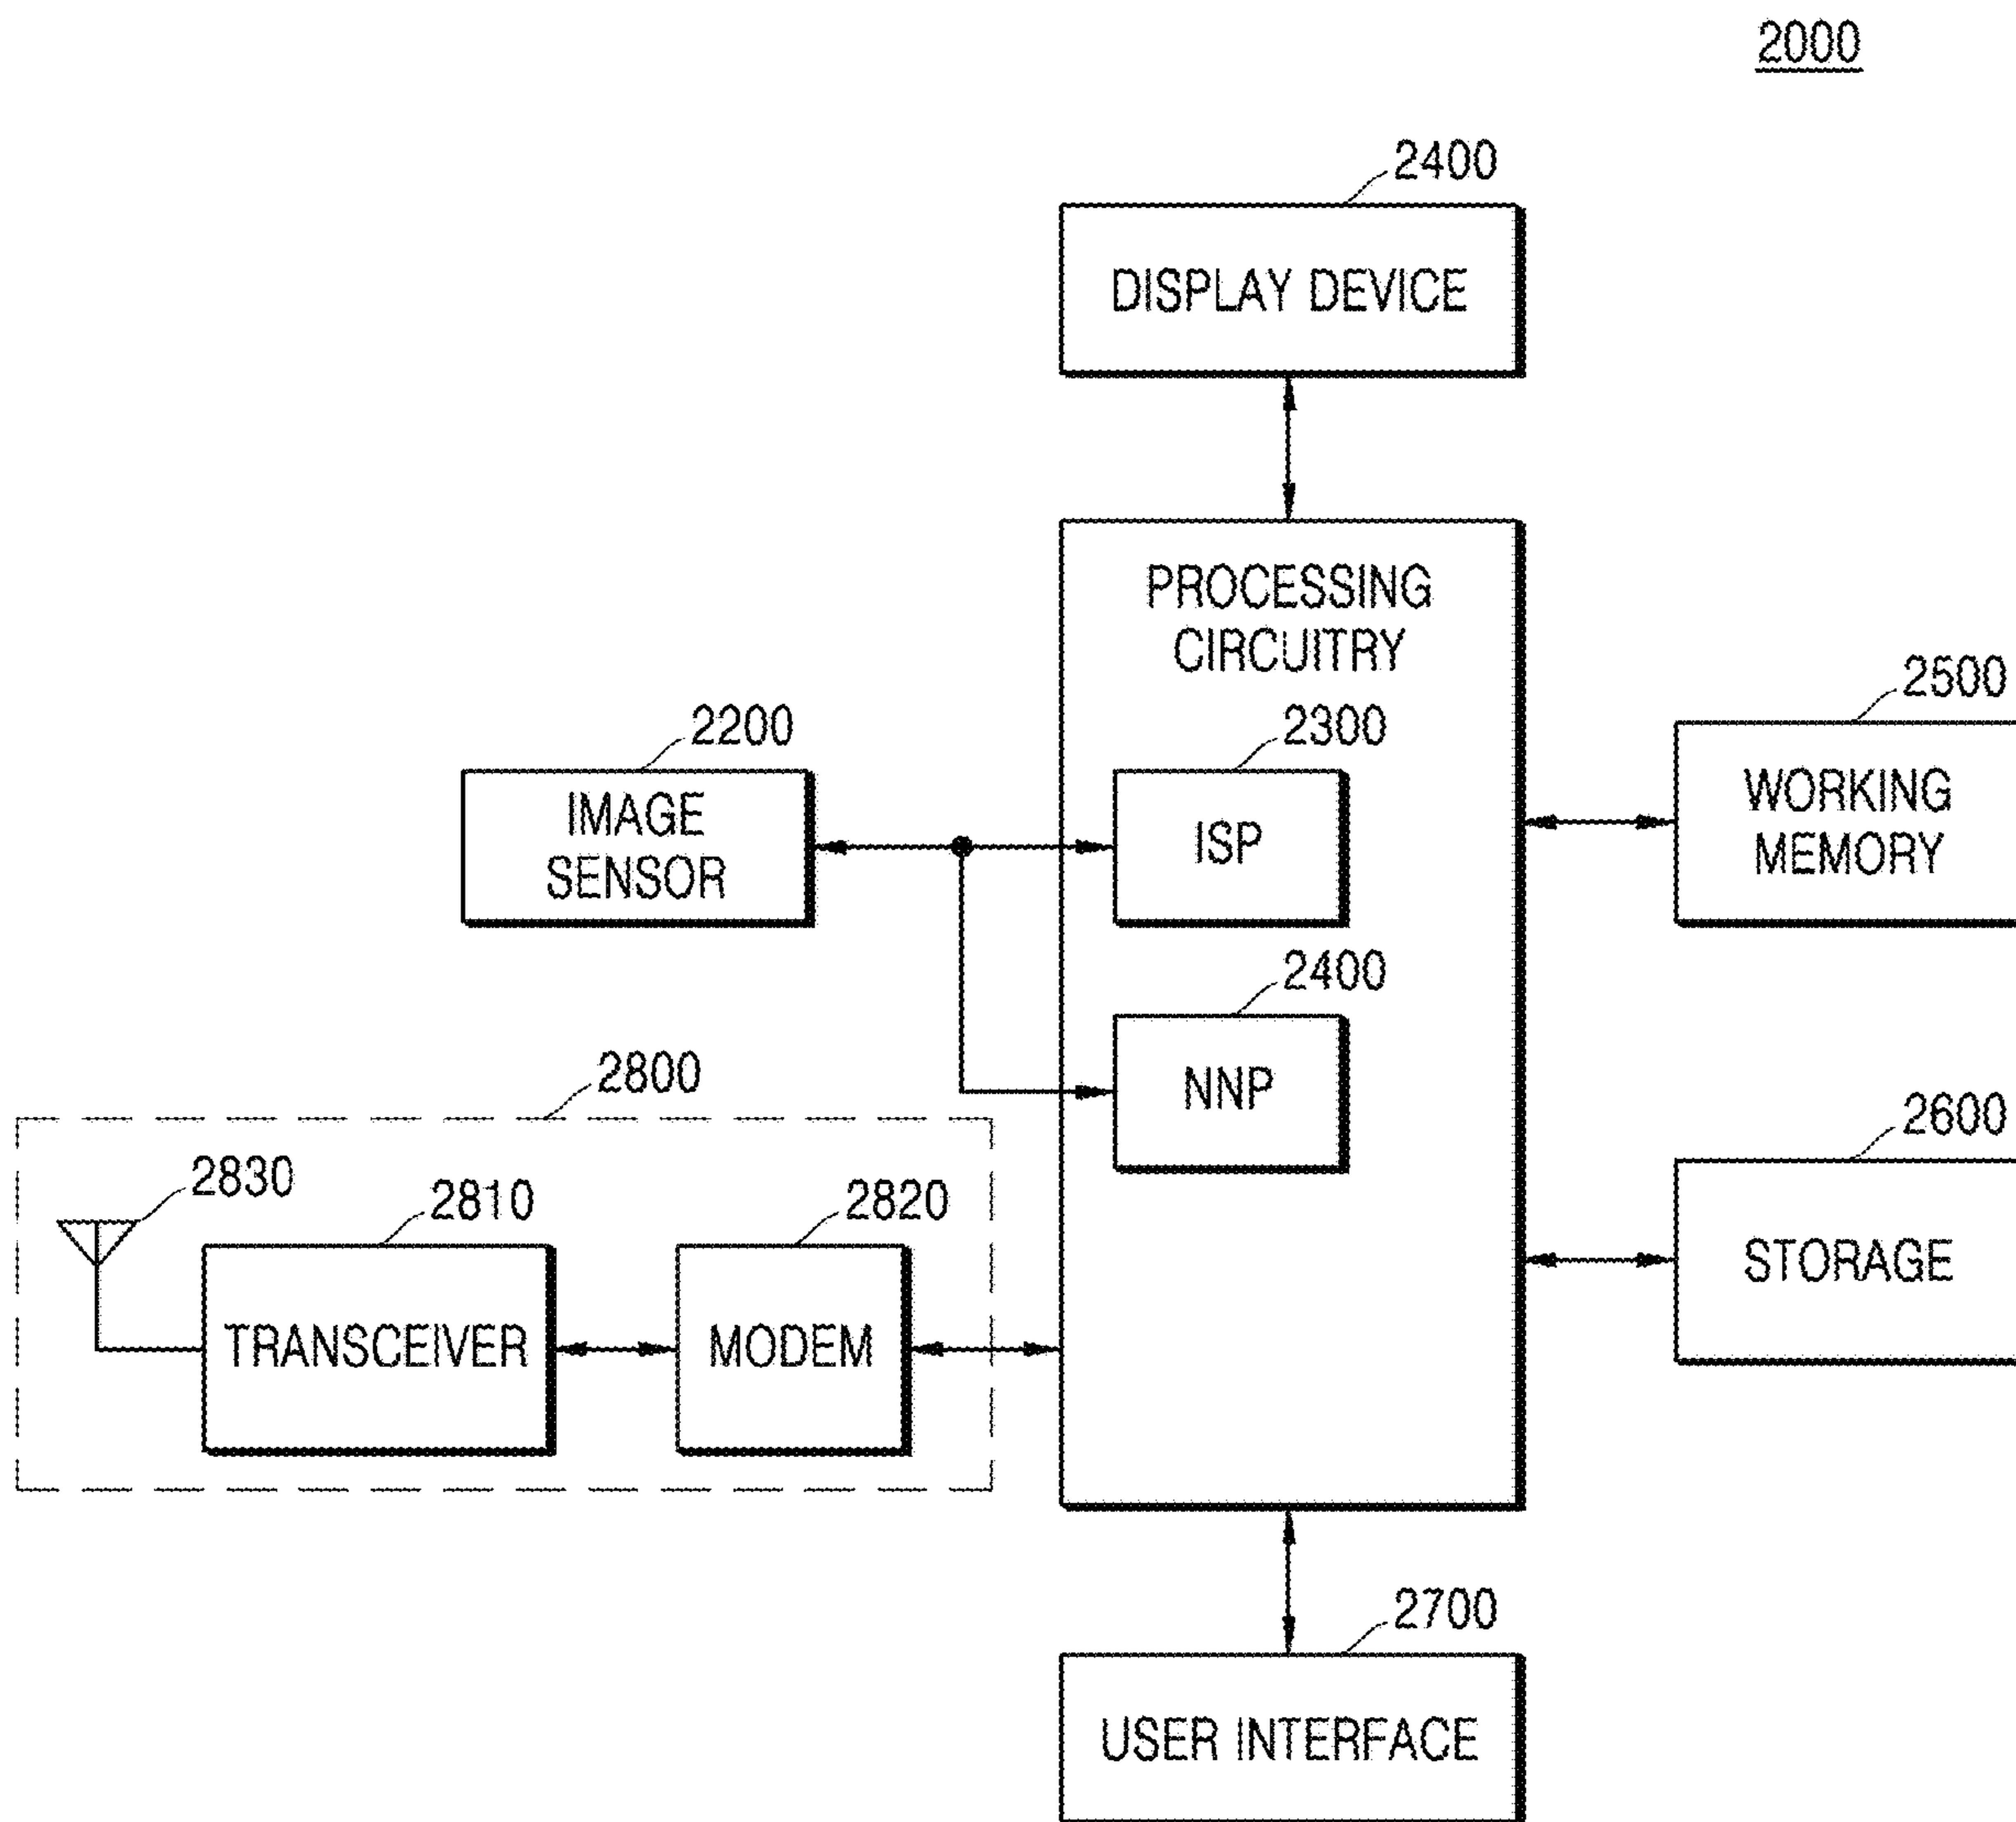 2000
2400
DISPLAY DEVICE
PROCESSING
CIRCUITRY
2200
IMAGE
SENSOR
2300
ISP
2500
WORKING
MEMORY
2400
NNP
2800
2830
2810
TRANSCEIVER
2820
MODEM
2600
STORAGE
2700
USER INTERFACE